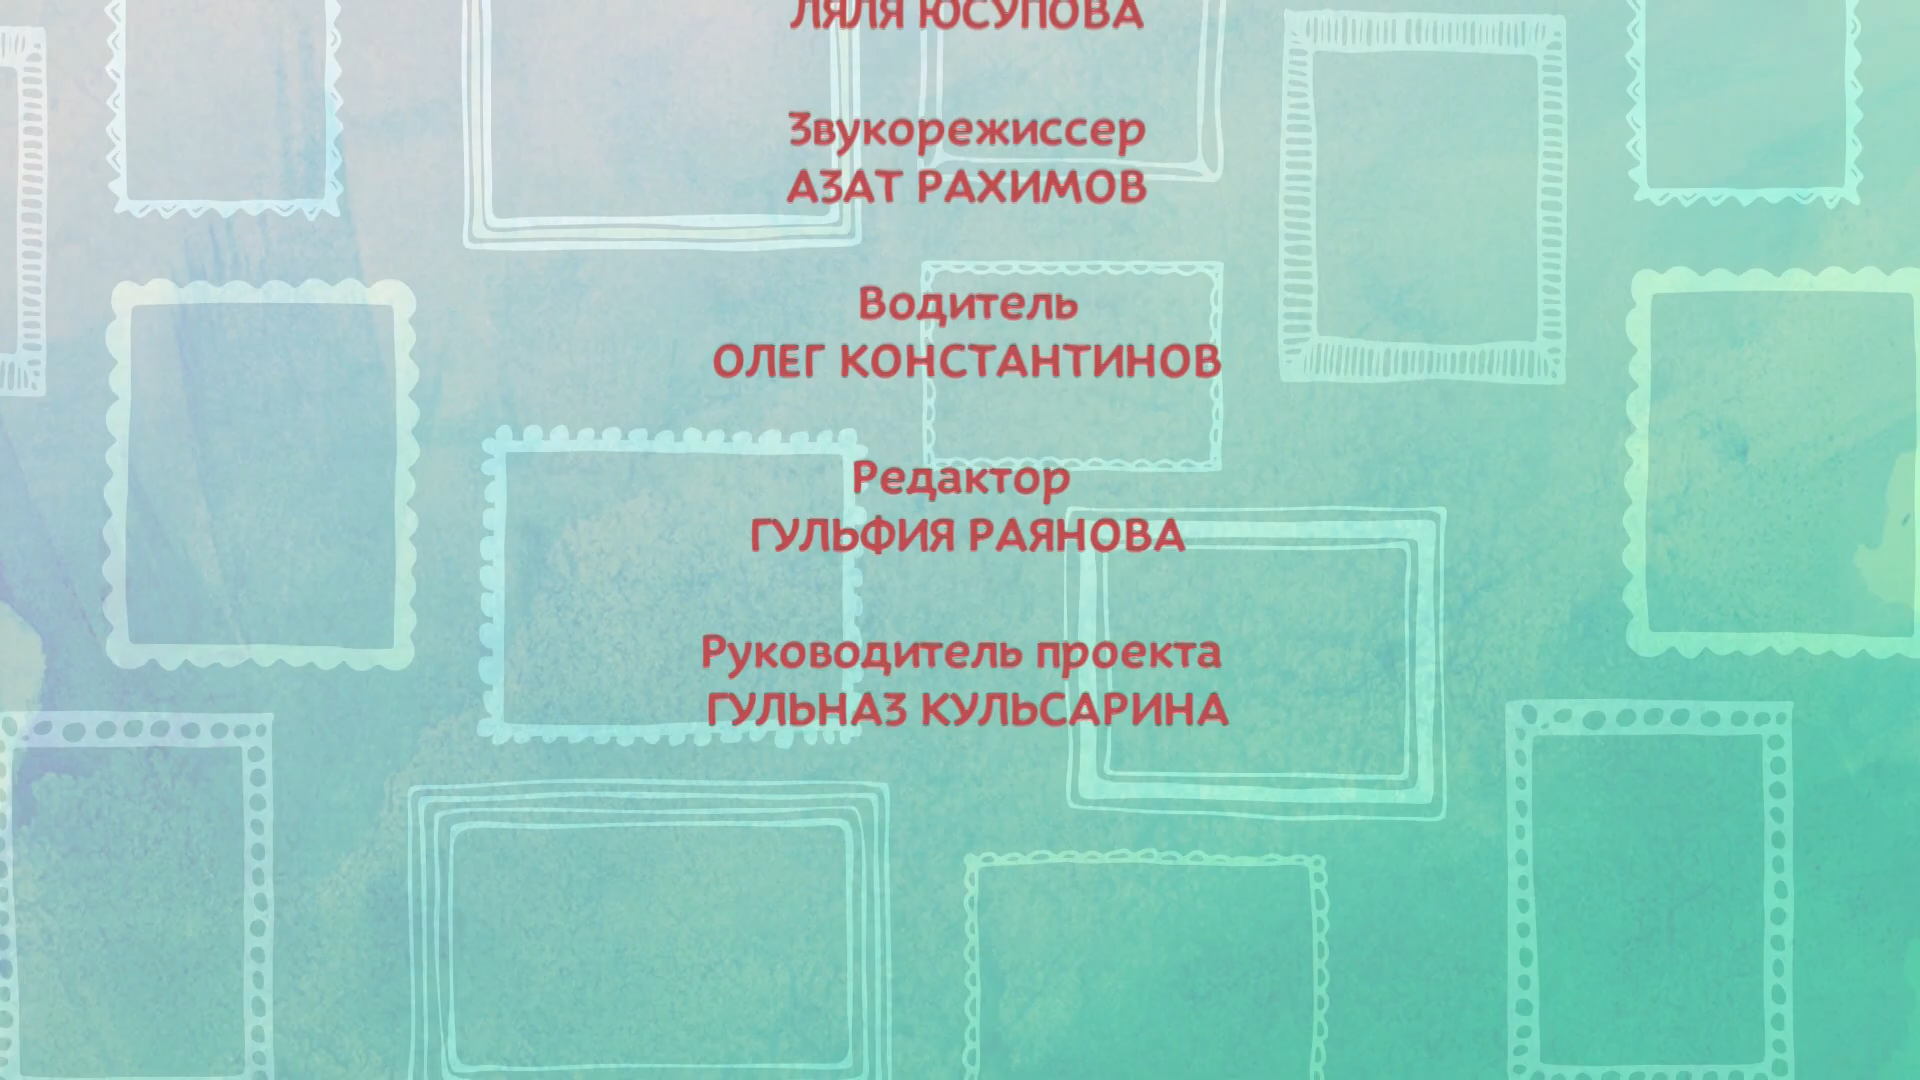 ЛЯЛЯ ЮСУПОВА
Звукорежиссер
АЗАТ РАХИМОВ
Водитель
ОЛЕГ КОНСТАНТИНОВ
Редактор
ГУЛЬФИЯ РАЯНОВА
Руководитель проекта
ГУЛЬНАЗ КУЛЬСАРИНА